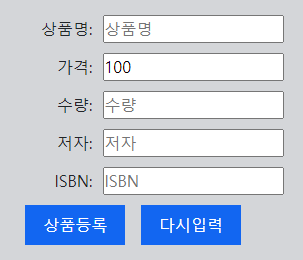 상품명: 상품명
가격: 100
수량: 수량
저자: 저자
ISBN: ISBN
상품등록 다시입력